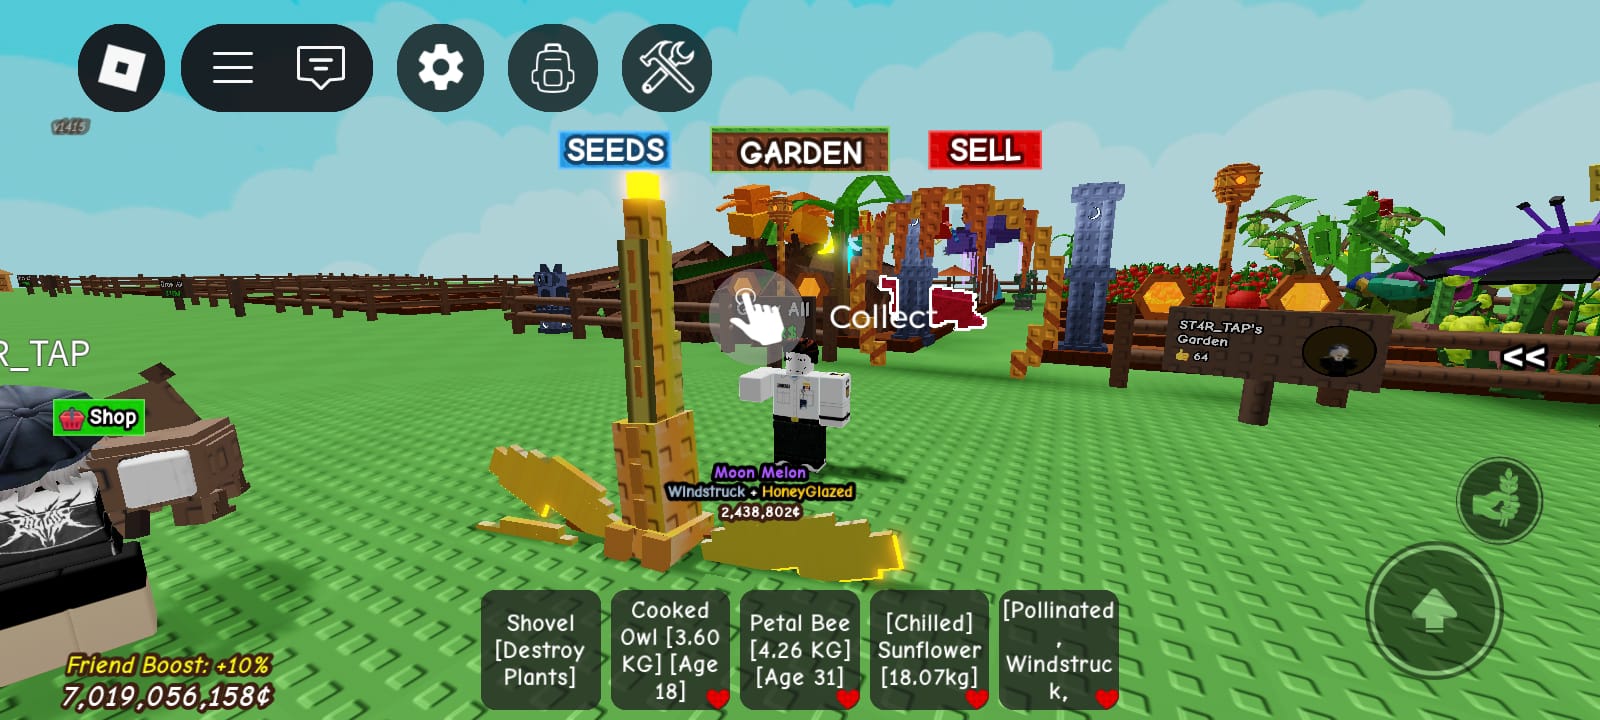 v1415
SEEDS
GARDEN
SELL
All
Collect
ST4R_TAP's
Garden
64
<<
R_TAP
Shop
Moon Melon
Windstruck + HoneyGlazed
2,438,802¢
Shovel
[Destroy
Plants]
Cooked
Owl [3.60
KG] [Age
18]
Petal Bee
[4.26 KG]
[Age 31]
[Chilled]
Sunflower
[18.07kg]
[Pollinated
,
Windstruc
k,
Friend Boost: +10%
7,019,056,158¢